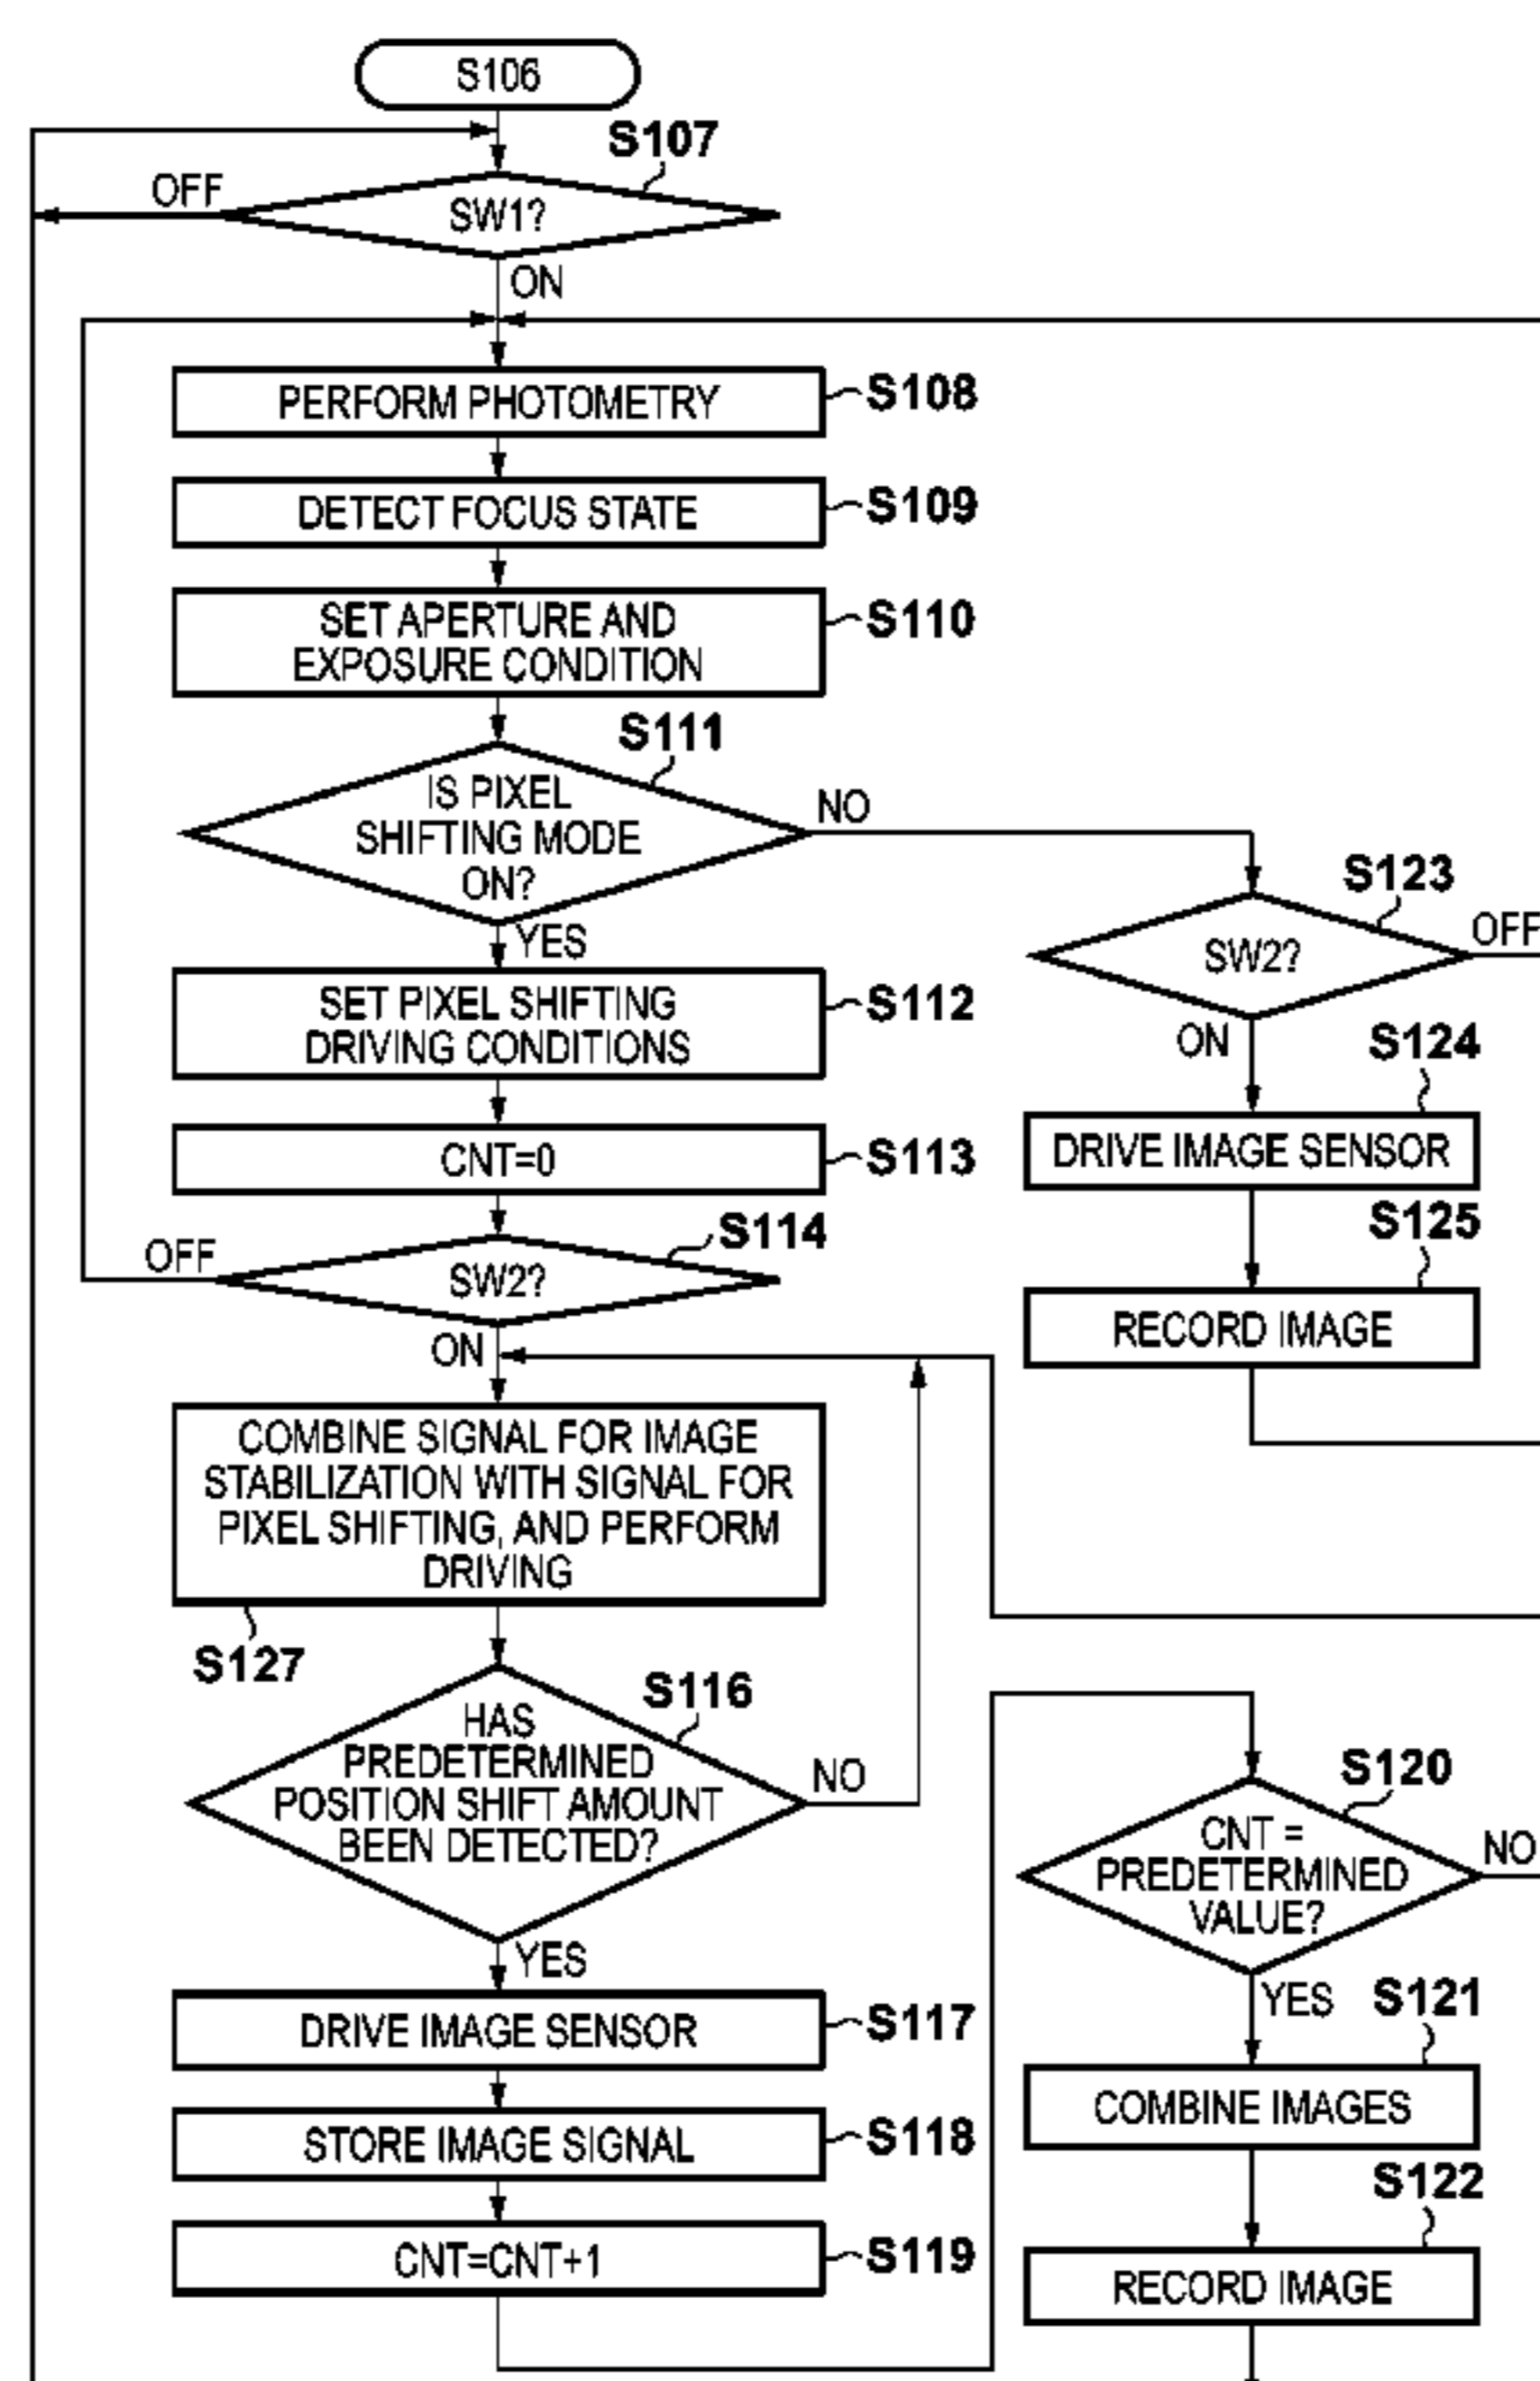 S106
S107
OFF
SW1?
ON
PERFORM PHOTOMETRY
S108
DETECT FOCUS STATE
S109
SET APERTURE AND
EXPOSURE CONDITION
S110
S111
IS PIXEL
SHIFTING MODE
ON?
NO
YES
SET PIXEL SHIFTING
DRIVING CONDITIONS
S112
CNT=0
S113
S114
OFF
SW2?
ON
COMBINE SIGNAL FOR IMAGE
STABILIZATION WITH SIGNAL FOR
PIXEL SHIFTING, AND PERFORM
DRIVING
S127
S116
HAS
PREDETERMINED
POSITION SHIFT AMOUNT
BEEN DETECTED?
NO
YES
DRIVE IMAGE SENSOR
S117
STORE IMAGE SIGNAL
S118
CNT=CNT+1
S119
S123
SW2?
OFF
ON
S124
DRIVE IMAGE SENSOR
S125
RECORD IMAGE
S120
CNT =
PREDETERMINED
VALUE?
NO
YES
S121
COMBINE IMAGES
S122
RECORD IMAGE